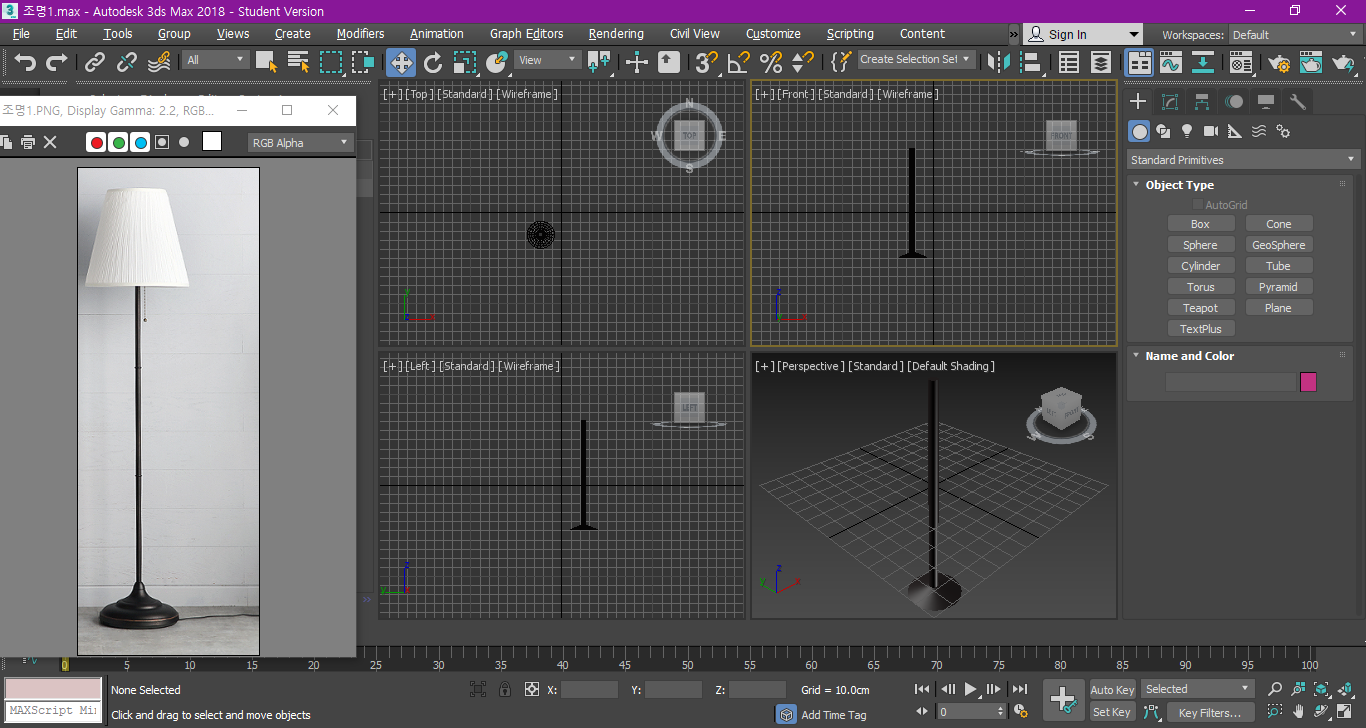 조명1.max - Autodesk 3ds Max 2018 - Student Version
File Edit Tools Group Views Create Modifiers Animation Graph Editors Rendering Civil View Customize Scripting Content » Sign In Workspaces: Default
All View Create Selection Set
조명1.PNG, Display Gamma: 2.2, RGB...
RGB Alpha
[+] [Top] [Standard] [Wireframe]
N
W TOP E
S
[+] [Front] [Standard] [Wireframe]
FRONT
[+] [Left] [Standard] [Wireframe]
LEFT
[+] [Perspective] [Standard] [Default Shading]
Standard Primitives
Object Type
AutoGrid
Box Cone
Sphere GeoSphere
Cylinder Tube
Torus Pyramid
Teapot Plane
TextPlus
Name and Color
0 5 10 15 20 25 30 35 40 45 50 55 60 65 70 75 80 85 90 95 100
None Selected X: Y: Z: Grid = 10.0cm Auto Key Selected
MAXScript Mi
Click and drag to select and move objects Add Time Tag 0 Set Key Key Filters...